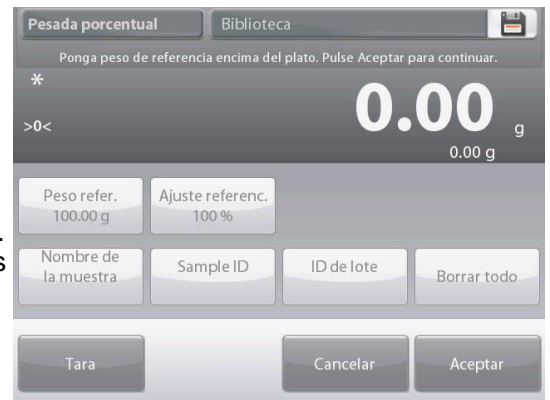 Pesada porcentual Biblioteca
Ponga peso de referencia encima del plato. Pulse Aceptar para continuar.
*
>0<
0.00 g
0.00 g
Peso refer. Ajuste referenc.
100.00 g 100 %
.
s
Nombre de la muestra Sample ID ID de lote Borrar todo
Tara Cancelar Aceptar